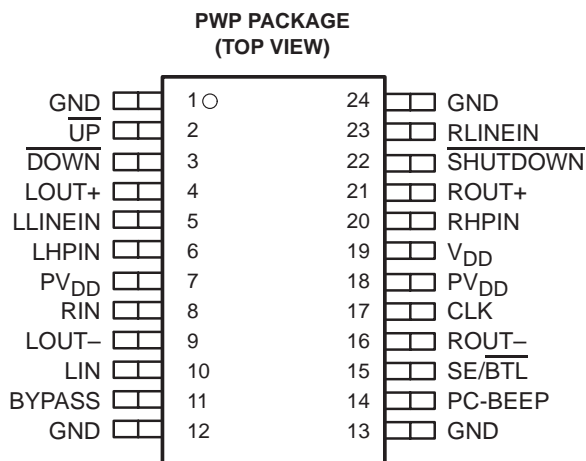 PWP PACKAGE
(TOP VIEW)
GND 1 24 GND
UP 2 23 RLINEIN
DOWN 3 22 SHUTDOWN
LOUT+ 4 21 ROUT+
LLINEIN 5 20 RHPIN
LHPIN 6 19 VDD
PVDD 7 18 PVDD
RIN 8 17 CLK
LOUT– 9 16 ROUT–
LIN 10 15 SE/BTL
BYPASS 11 14 PC-BEEP
GND 12 13 GND